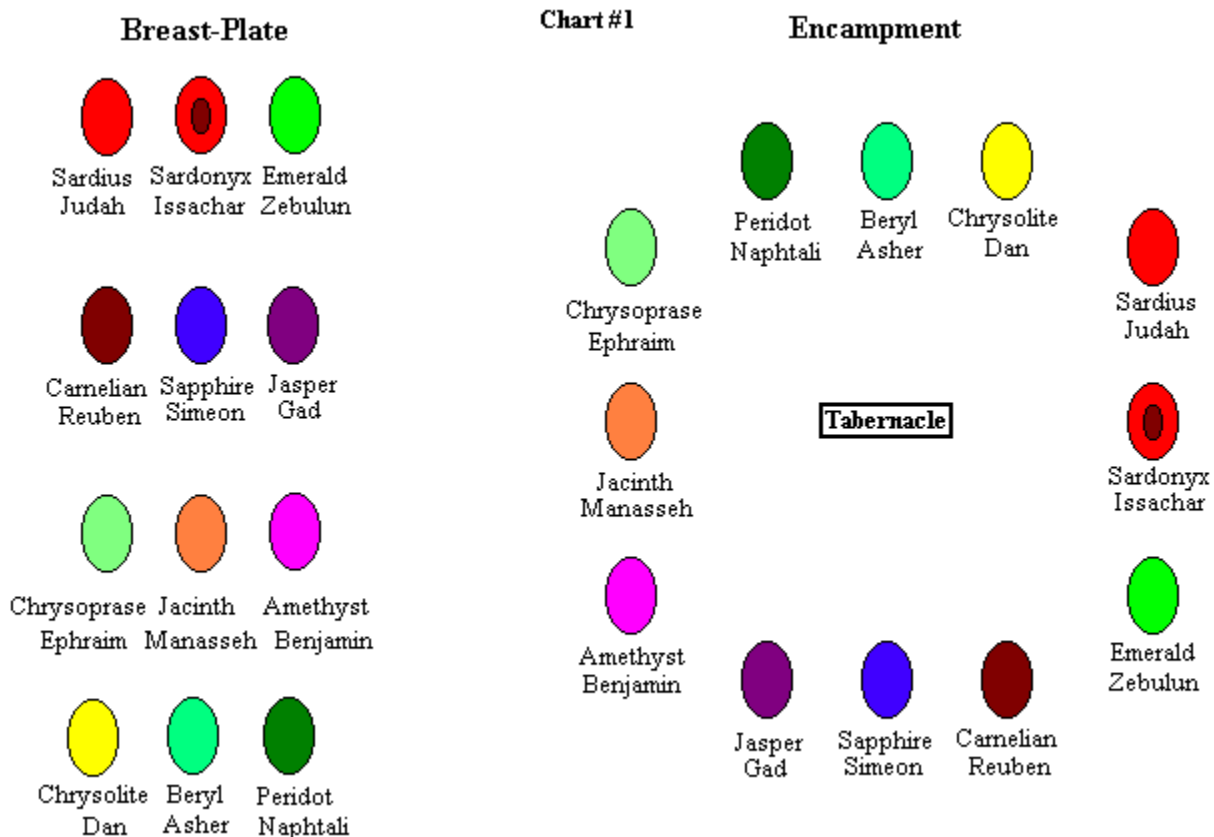 Chart #1
Breast-Plate
Sardius Sardonyx Emerald
Judah Issachar Zebulun
Carnelian Sapphire Jasper
Reuben Simeon Gad
Chrysoprase Jacinth Amethyst
Ephraim Manasseh Benjamin
Chrysolite Beryl Peridot
Dan Asher Naphtali
Encampment
Peridot Beryl Chrysolite
Naphtali Asher Dan
Chrysoprase
Ephraim
Sardius
Judah
Jacinth
Manasseh
Tabernacle
Sardonyx
Issachar
Amethyst
Benjamin
Emerald
Zebulun
Jasper Sapphire Carnelian
Gad Simeon Reuben